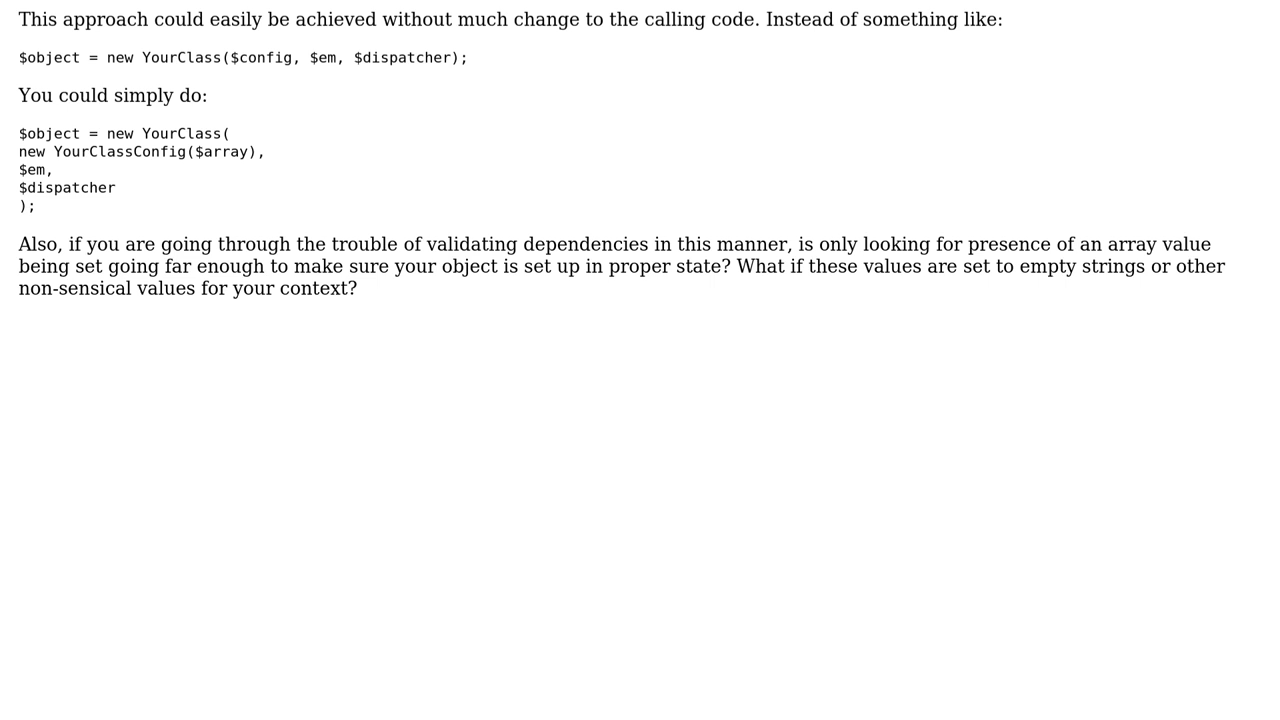 This approach could easily be achieved without much change to the calling code. Instead of something like:
$object = new YourClass($config, $em, $dispatcher);
You could simply do:
$object = new YourClass(
new YourClassConfig($array),
$em,
$dispatcher
);
Also, if you are going through the trouble of validating dependencies in this manner, is only looking for presence of an array value
being set going far enough to make sure your object is set up in proper state? What if these values are set to empty strings or other
non-sensical values for your context?